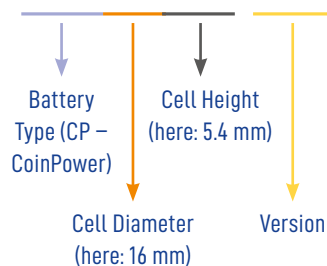 Battery
Type (CP –
CoinPower)
Cell Height
(here: 5.4 mm)
Cell Diameter
(here: 16 mm)
Version